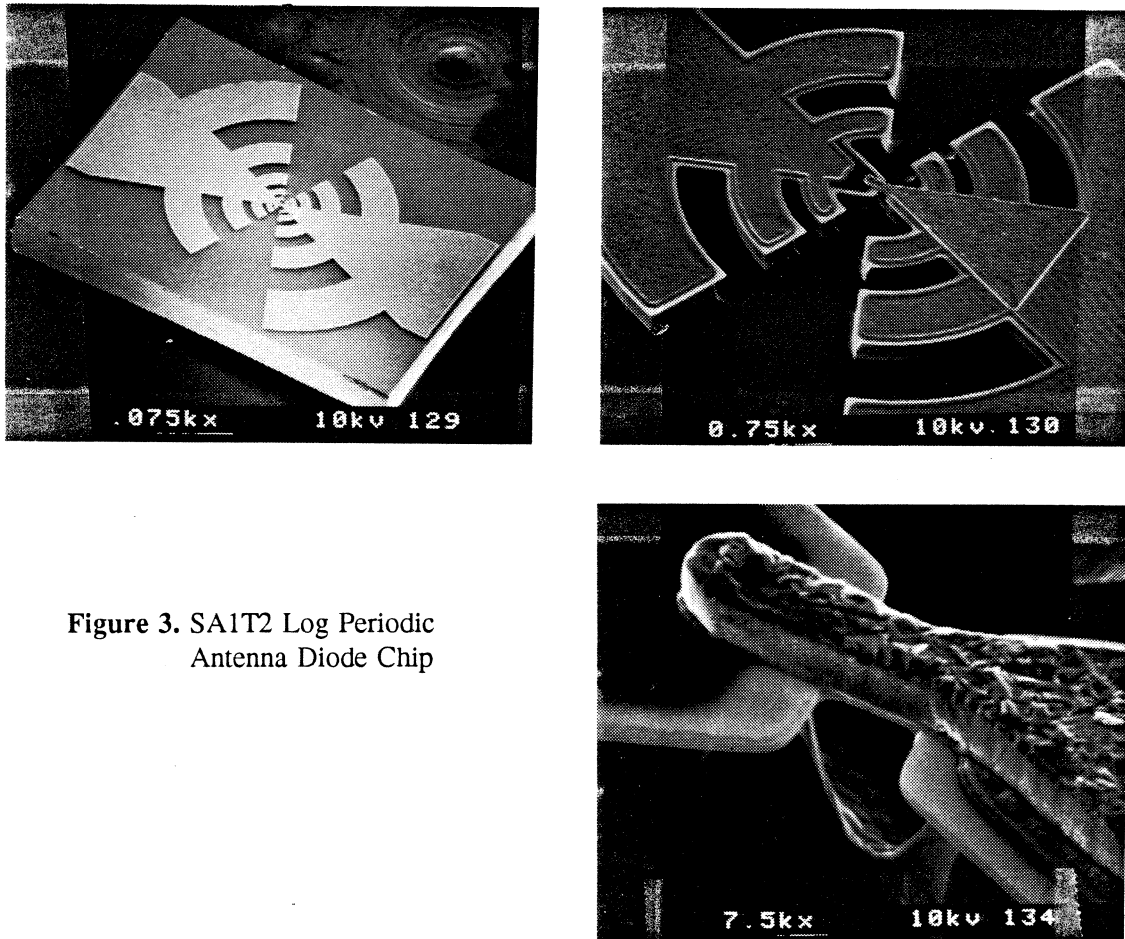 .075kx 10kv 129
0.75kx 10kv. 130
Figure 3. SA1T2 Log Periodic
Antenna Diode Chip
7.5kx 10kv 134